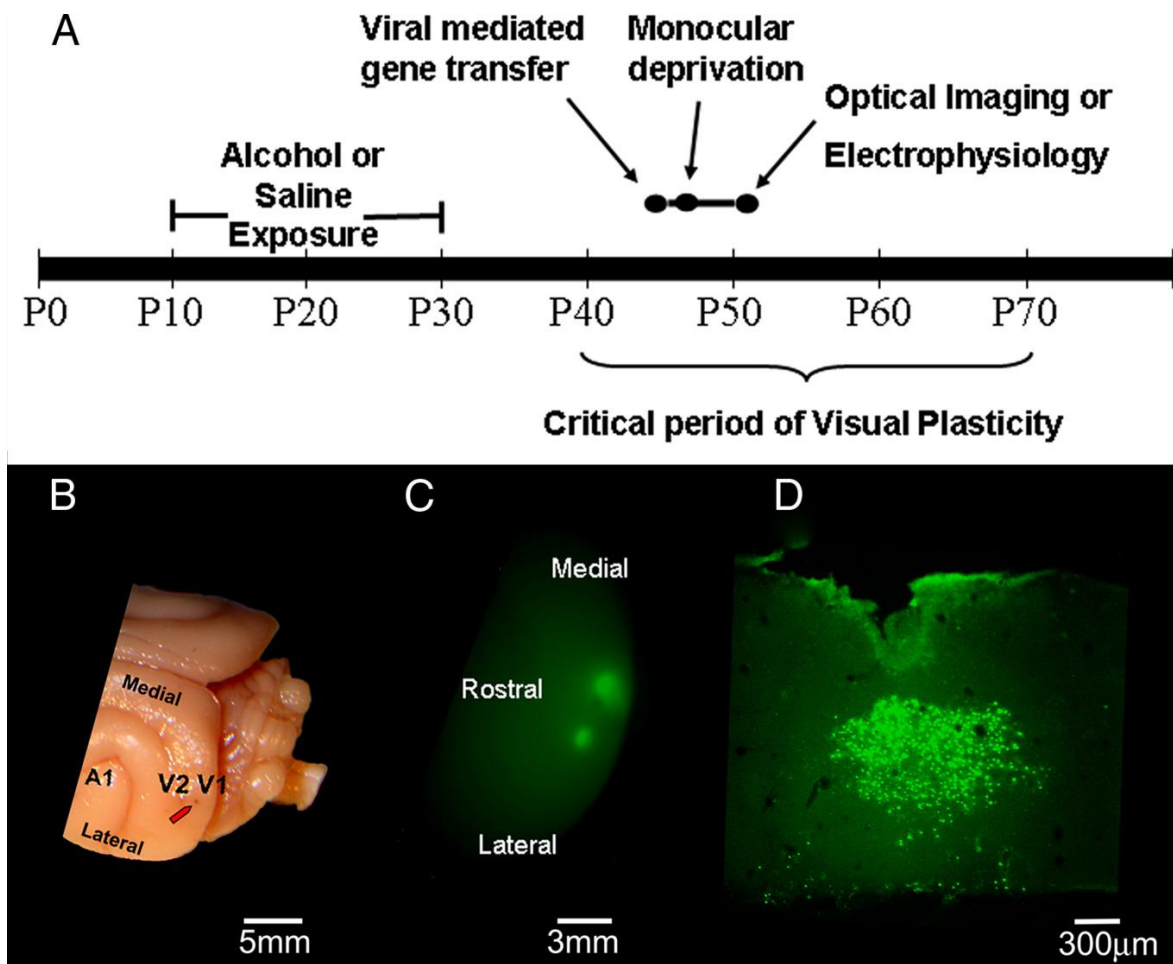 A
Viral mediated
gene transfer
Monocular
deprivation
Optical Imaging or
Electrophysiology
Alcohol or
Saline
Exposure
P0 P10 P20 P30 P40 P50 P60 P70
Critical period of Visual Plasticity
B
Medial
A1
V2 V1
Lateral
5mm
C
Medial
Rostral
Lateral
3mm
D
300µm